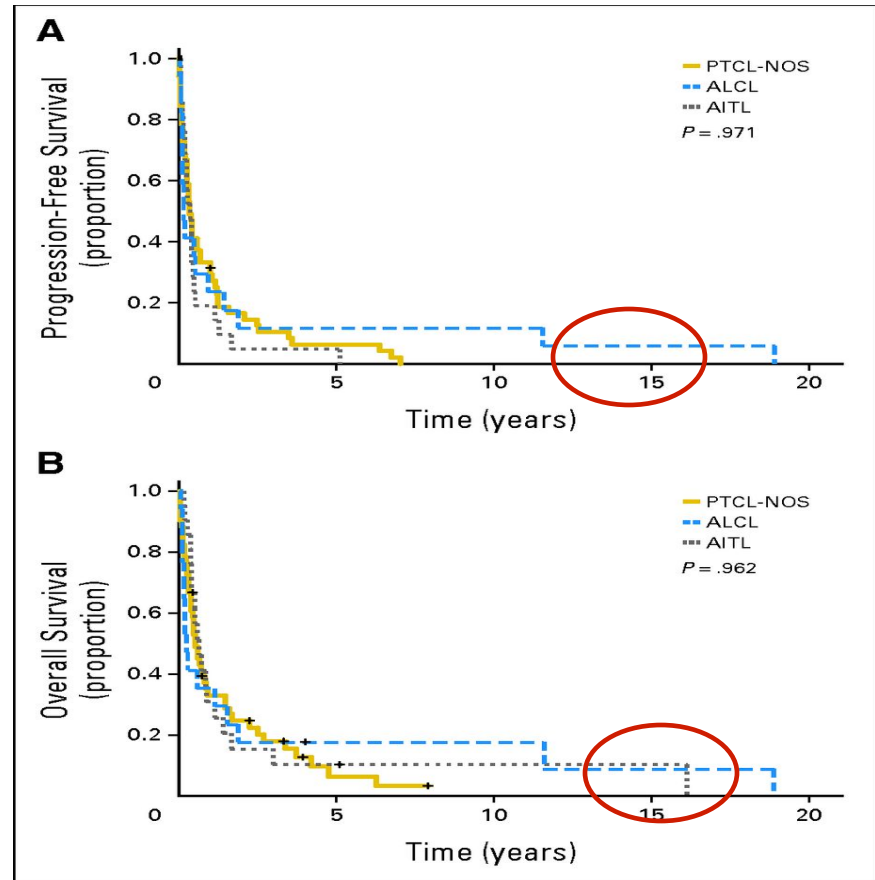 A
Progression-Free Survival
(proportion)
1.0
0.8
0.6
0.4
0.2
0
5
10
15
20
Time (years)
PTCL-NOS
ALCL
AITL
P = .971
B
Overall Survival
(proportion)
1.0
0.8
0.6
0.4
0.2
0
5
10
15
20
Time (years)
PTCL-NOS
ALCL
AITL
P = .962